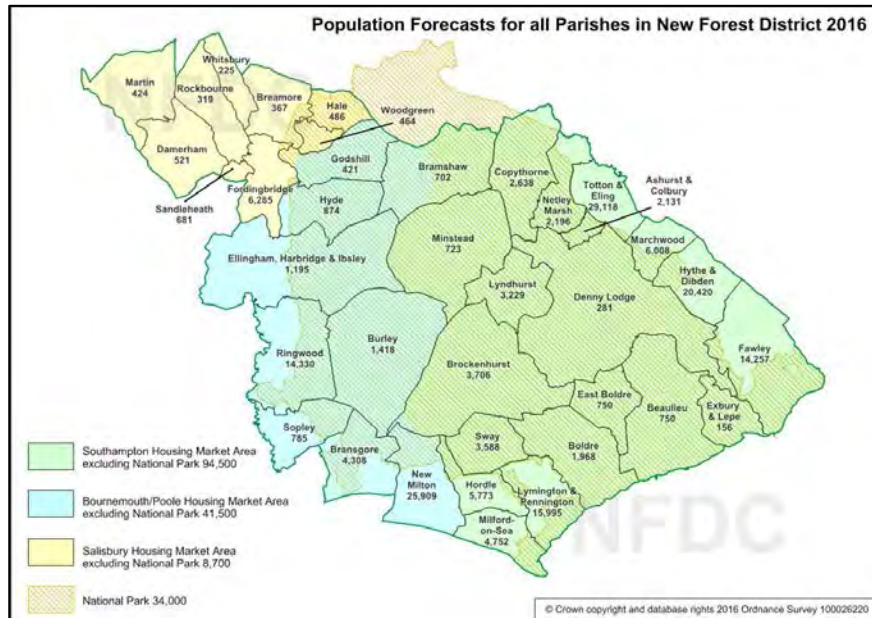 Population Forecasts for all Parishes in New Forest District 2016
Whitsbury
225
Martin
424
Rockbourne
319
Breamore
367
Hale
486
Woodgreen
464
Damerham
521
Godshill
421
Bramshaw
702
Copythorne
2,638
Ashurst &
Colbury
2,131
Totton &
Eling
29,118
Fordingbridge
6,285
Sandleheath
681
Hyde
874
Netley
Marsh
2,196
Marchwood
6,008
Minstead
723
Ellingham, Harbridge & Ibsley
1,195
Hythe &
Dibden
20,420
Lyndhurst
3,229
Denny Lodge
281
Burley
1,418
Ringwood
14,330
Fawley
14,257
Brockenhurst
3,706
East Boldre
750
Beaulieu
750
Exbury
& Lepe
156
Sopley
785
Bransgore
4,308
Sway
3,588
Boldre
1,968
New
Milton
25,909
Hordle
5,773
Lymington &
Pennington
15,995
Milford-
on-Sea
4,752
Southampton Housing Market Area
excluding National Park 94,500
Bournemouth/Poole Housing Market Area
excluding National Park 41,500
Salisbury Housing Market Area
excluding National Park 8,700
National Park 34,000
NFDC
NFDC
© Crown copyright and database rights 2016 Ordnance Survey 100026220